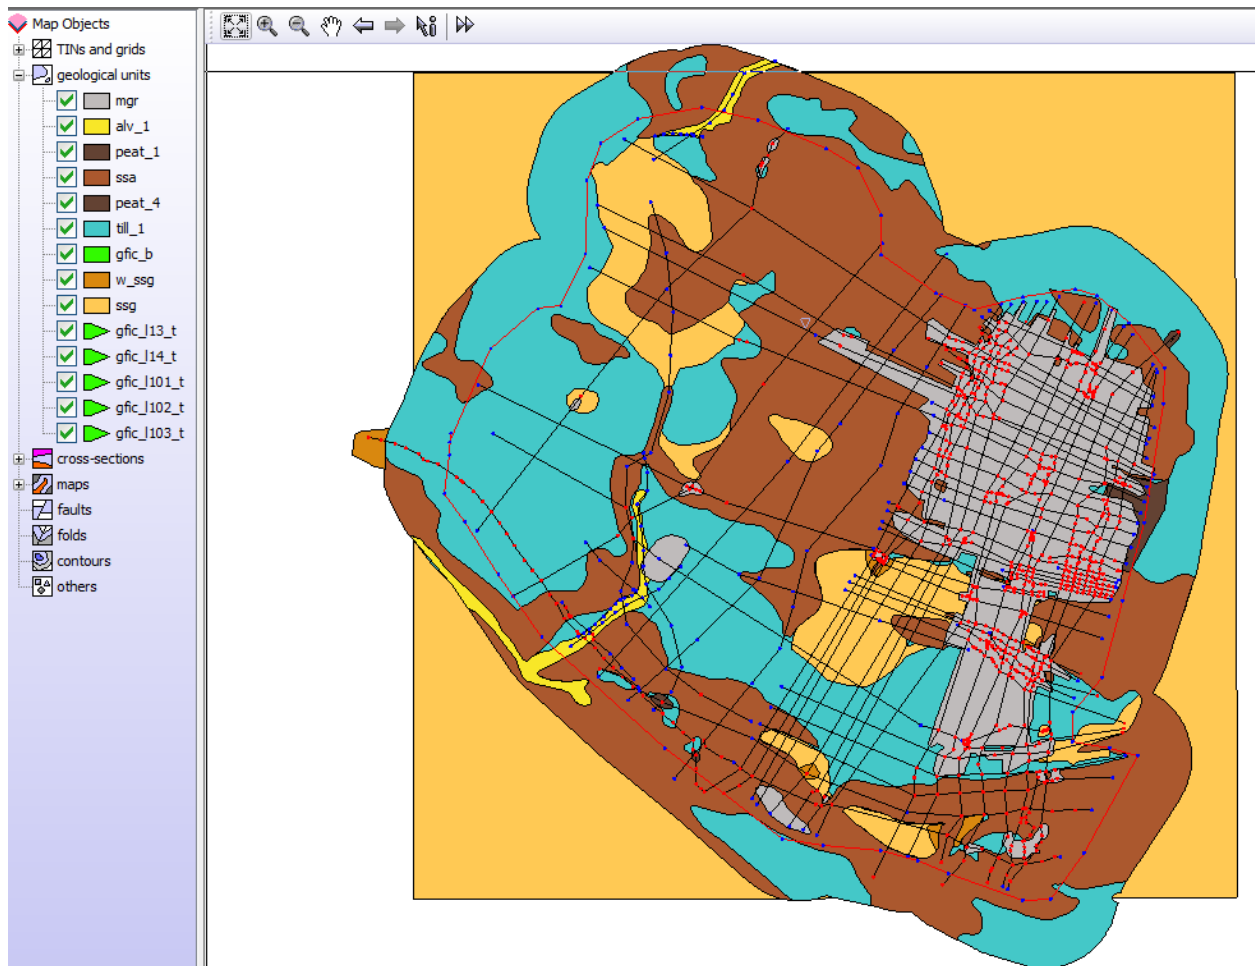 Map Objects
TINs and grids
geological units
mgr
alv_1
peat_1
ssa
peat_4
till_1
gfic_b
w_ssg
ssg
gfic_l13_t
gfic_l14_t
gfic_l101_t
gfic_l102_t
gfic_l103_t
cross-sections
maps
faults
folds
contours
others